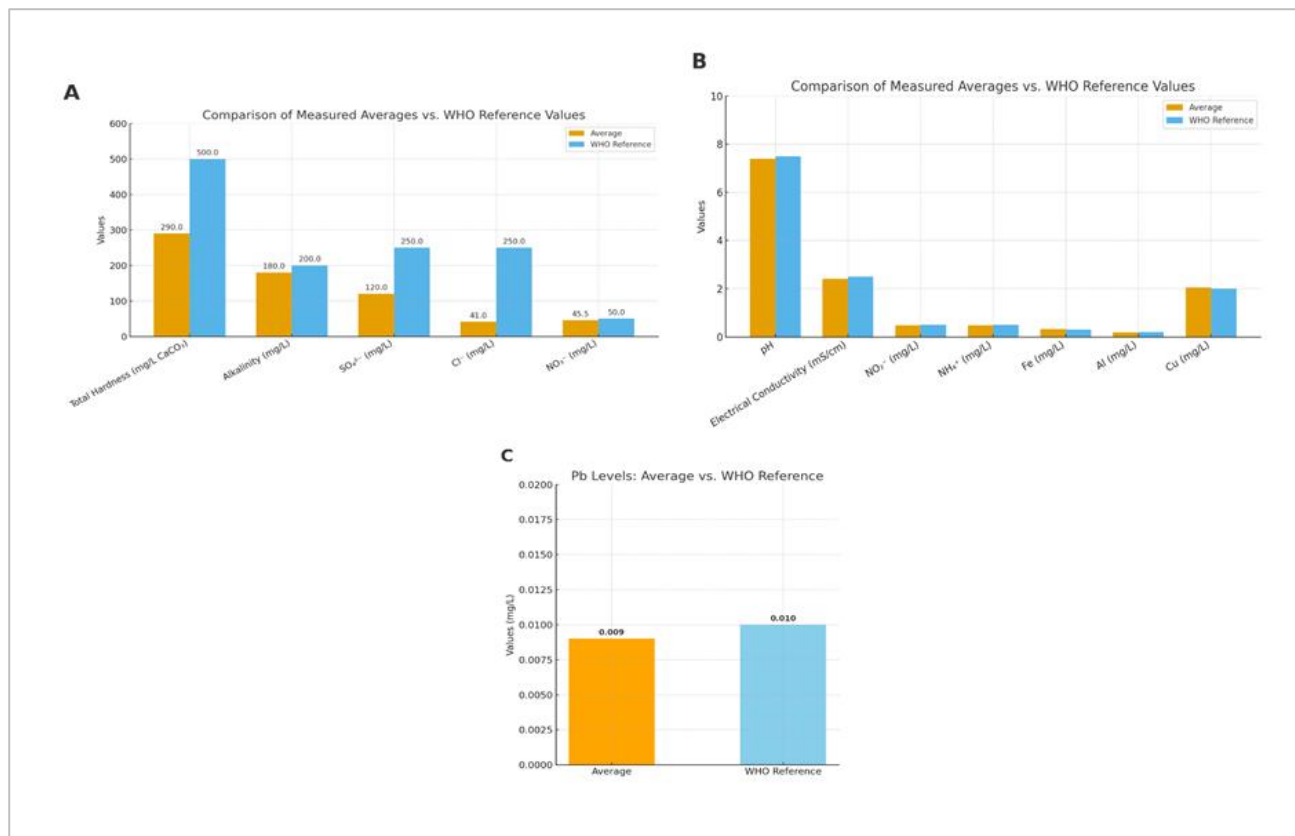 A
Comparison of Measured Averages vs. WHO Reference Values
Average
WHO Reference
Values
600
500
400
300
200
100
0
290.0
500.0
180.0
200.0
120.0
250.0
41.0
250.0
45.5
50.0
Total Hardness (mg/L CaCO₃)
Alkalinity (mg/L)
SO₄²⁻ (mg/L)
Cl⁻ (mg/L)
NO₃⁻ (mg/L)
B
Comparison of Measured Averages vs. WHO Reference Values
Average
WHO Reference
Values
10
8
6
4
2
0
pH
Electrical Conductivity (mS/cm)
NO₂⁻ (mg/L)
NH₄⁺ (mg/L)
Fe (mg/L)
Al (mg/L)
Cu (mg/L)
C
Pb Levels: Average vs. WHO Reference
Values (mg/L)
0.0200
0.0175
0.0150
0.0125
0.0100
0.0075
0.0050
0.0025
0.0000
0.009
0.010
Average
WHO Reference